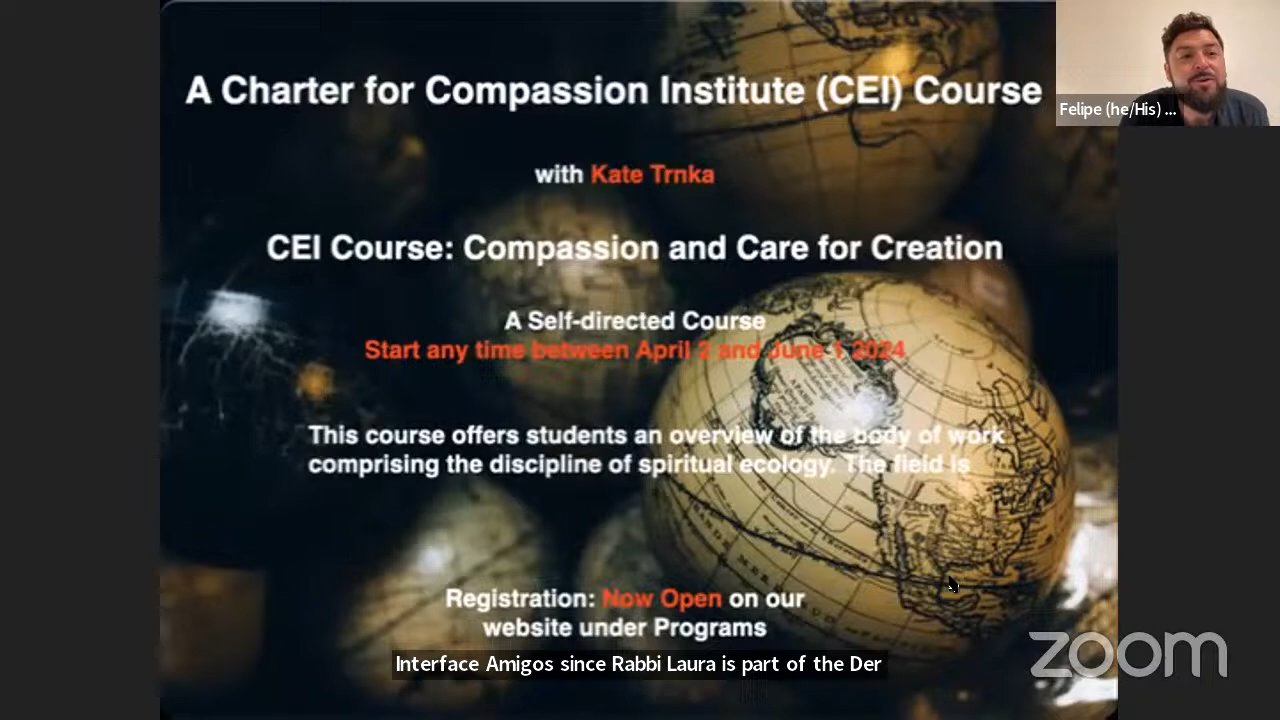 A Charter for Compassion Institute (CEI) Course
Felipe (he/His) ...
with Kate Trnka
CEI Course: Compassion and Care for Creation
A Self-directed Course
Start any time between April 2 and June 1 2024
This course offers students an overview of the body of work
comprising the discipline of spiritual ecology. The field is
Registration: Now Open on our
website under Programs
Interface Amigos since Rabbi Laura is part of the Der
zoom